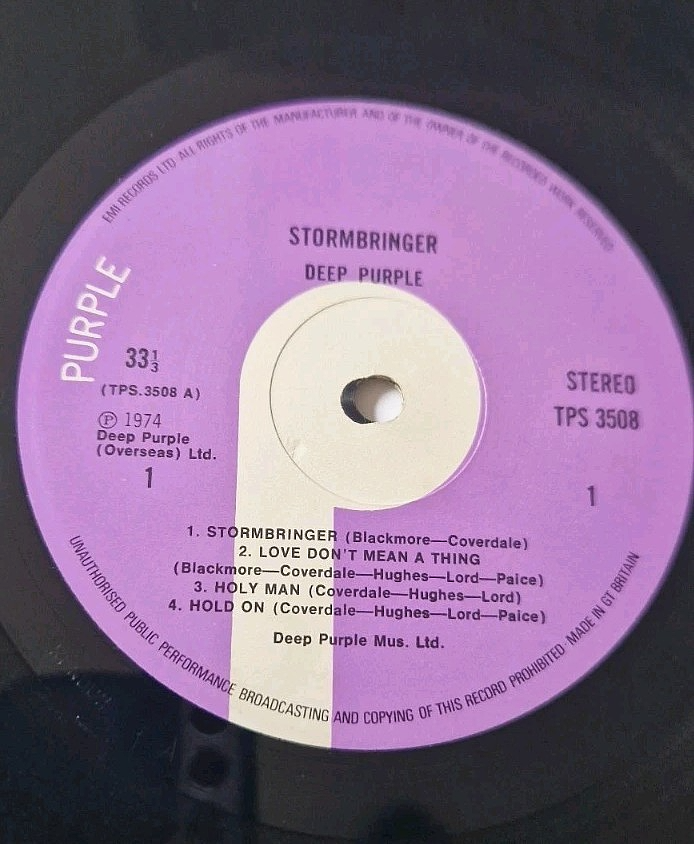 EMI RECORDS LTD ALL RIGHTS OF THE MANUFACTURER AND OF THE OWNER OF THE RECORDED WORK RESERVED
STORMBRINGER
DEEP PURPLE
PURPLE
33⅓
(TPS.3508 A)
Ⓟ 1974
Deep Purple
(Overseas) Ltd.
1
STEREO
TPS 3508
1
1. STORMBRINGER (Blackmore—Coverdale)
2. LOVE DON'T MEAN A THING
(Blackmore—Coverdale—Hughes—Lord—Paice)
3. HOLY MAN (Coverdale—Hughes—Lord)
4. HOLD ON (Coverdale—Hughes—Lord—Paice)
Deep Purple Mus. Ltd.
UNAUTHORISED PUBLIC PERFORMANCE BROADCASTING AND COPYING OF THIS RECORD PROHIBITED · MADE IN GT BRITAIN